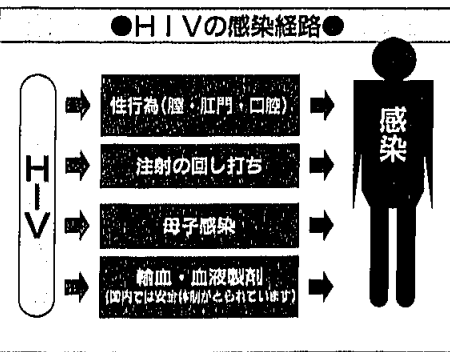 ●HIVの感染経路●
HIV
性行為(膣・肛門・口腔)
注射の回し打ち
母子感染
輸血・血液製剤
(国内では安全体制がとられています)
感染